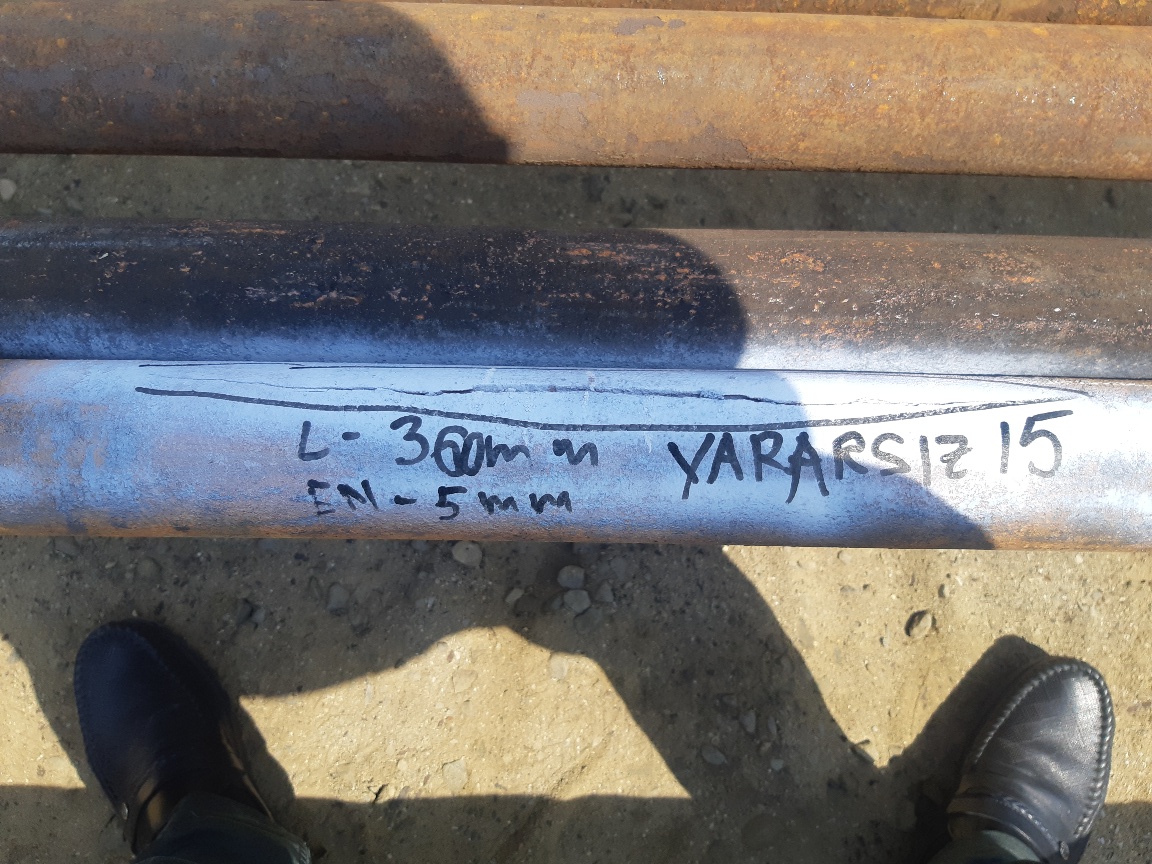 L- 360mm YARARSIZ 15
EN - 5mm